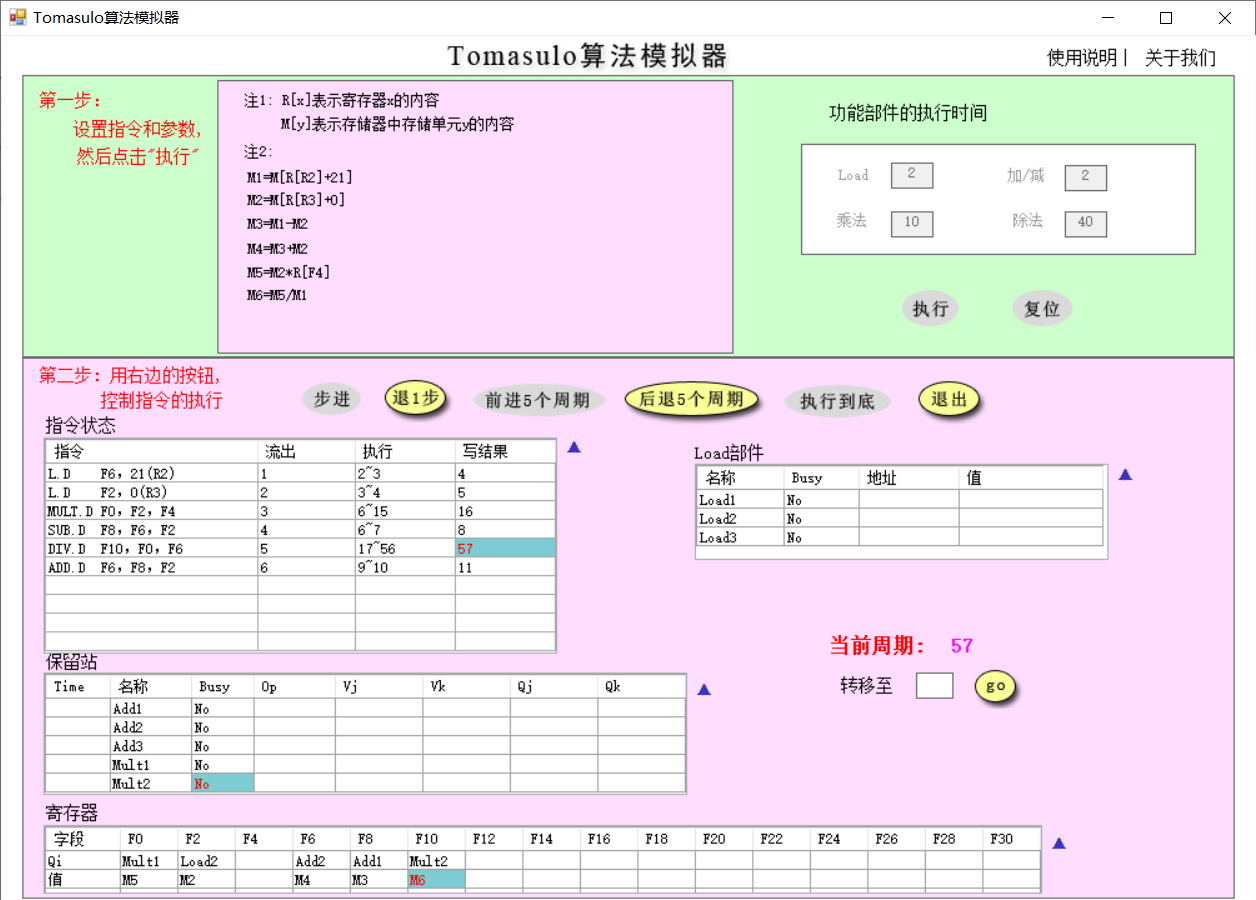 Tomasulo算法模拟器
Tomasulo算法模拟器
使用说明 | 关于我们
第一步:
设置指令和参数,
然后点击"执行"
注1: R[x]表示寄存器x的内容
M[y]表示存储器中存储单元y的内容
注2:
M1=M[R[R2]+21]
M2=M[R[R3]+0]
M3=M1-M2
M4=M3+M2
M5=M2*R[F4]
M6=M5/M1
功能部件的执行时间
Load 2 加/减 2
乘法 10 除法 40
执行 复位
第二步: 用右边的按钮,
控制指令的执行
步进 退1步 前进5个周期 后退5个周期 执行到底 退出
指令状态
指令 流出 执行 写结果
L.D F6, 21(R2) 1 2~3 4
L.D F2, 0(R3) 2 3~4 5
MULT.D F0, F2, F4 3 6~15 16
SUB.D F8, F6, F2 4 6~7 8
DIV.D F10, F0, F6 5 17~56 57
ADD.D F6, F8, F2 6 9~10 11
Load部件
名称 Busy 地址 值
Load1 No
Load2 No
Load3 No
当前周期: 57
转移至 go
保留站
Time 名称 Busy Op Vj Vk Qj Qk
Add1 No
Add2 No
Add3 No
Mult1 No
Mult2 No
寄存器
字段 F0 F2 F4 F6 F8 F10 F12 F14 F16 F18 F20 F22 F24 F26 F28 F30
Qi Mult1 Load2 Add2 Add1 Mult2
值 M5 M2 M4 M3 M6